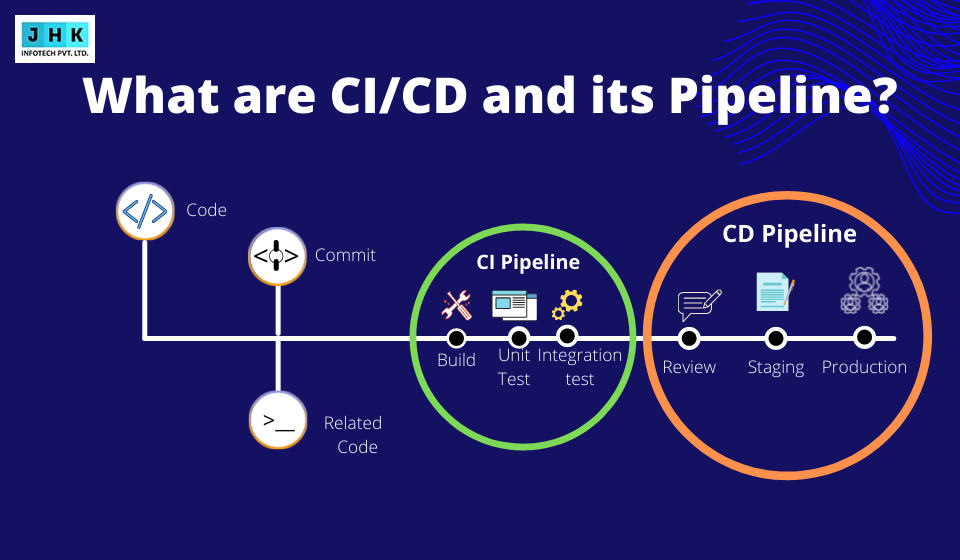 J H K
INFOTECH PVT. LTD.
What are CI/CD and its Pipeline?
</>
Code
<>
Commit
>__
Related
Code
CI Pipeline
Build
Unit
Test
Integration
test
CD Pipeline
Review
Staging
Production